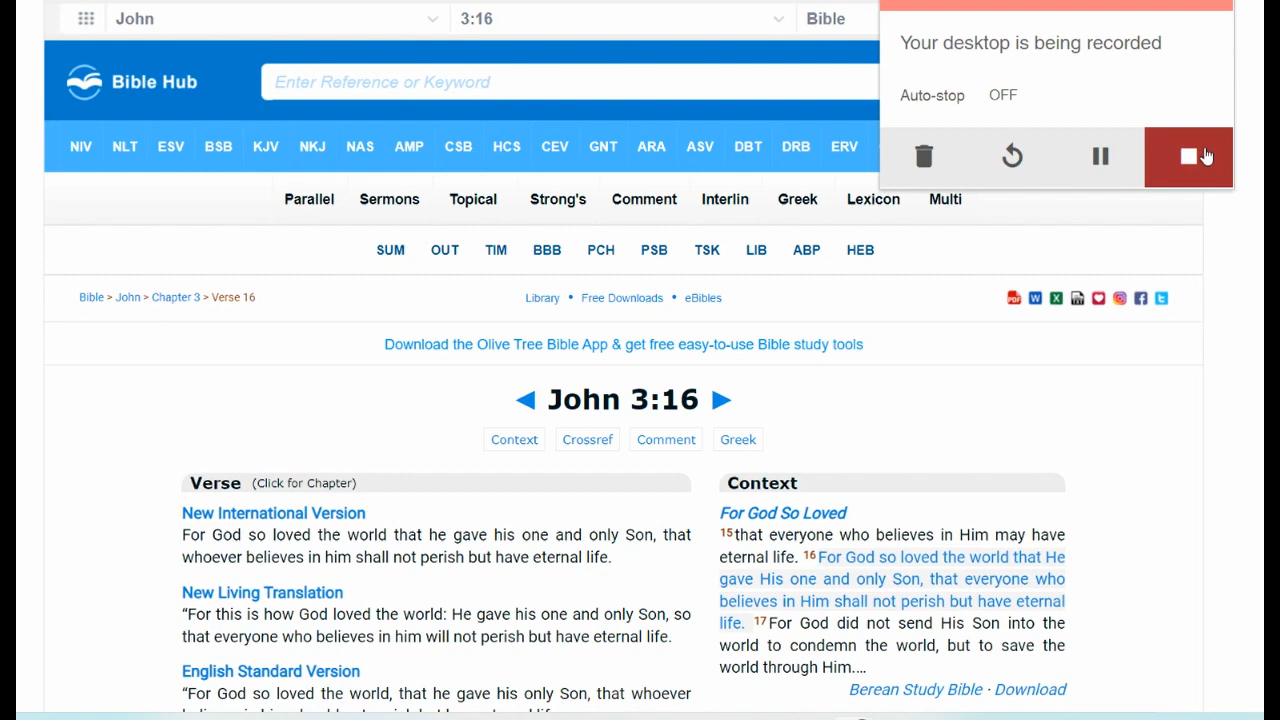 John 3:16 Bible
Your desktop is being recorded
Auto-stop OFF
Bible Hub Enter Reference or Keyword
NIV NLT ESV BSB KJV NKJ NAS AMP CSB HCS CEV GNT ARA ASV DBT DRB ERV
Parallel Sermons Topical Strong's Comment Interlin Greek Lexicon Multi
SUM OUT TIM BBB PCH PSB TSK LIB ABP HEB
Bible > John > Chapter 3 > Verse 16
Library • Free Downloads • eBibles
Download the Olive Tree Bible App & get free easy-to-use Bible study tools
◄ John 3:16 ►
Context Crossref Comment Greek
Verse (Click for Chapter)
New International Version
For God so loved the world that he gave his one and only Son, that
whoever believes in him shall not perish but have eternal life.
New Living Translation
“For this is how God loved the world: He gave his one and only Son, so
that everyone who believes in him will not perish but have eternal life.
English Standard Version
“For God so loved the world, that he gave his only Son, that whoever
Context
For God So Loved
15that everyone who believes in Him may have
eternal life. 16For God so loved the world that He
gave His one and only Son, that everyone who
believes in Him shall not perish but have eternal
life. 17For God did not send His Son into the
world to condemn the world, but to save the
world through Him.…
Berean Study Bible · Download